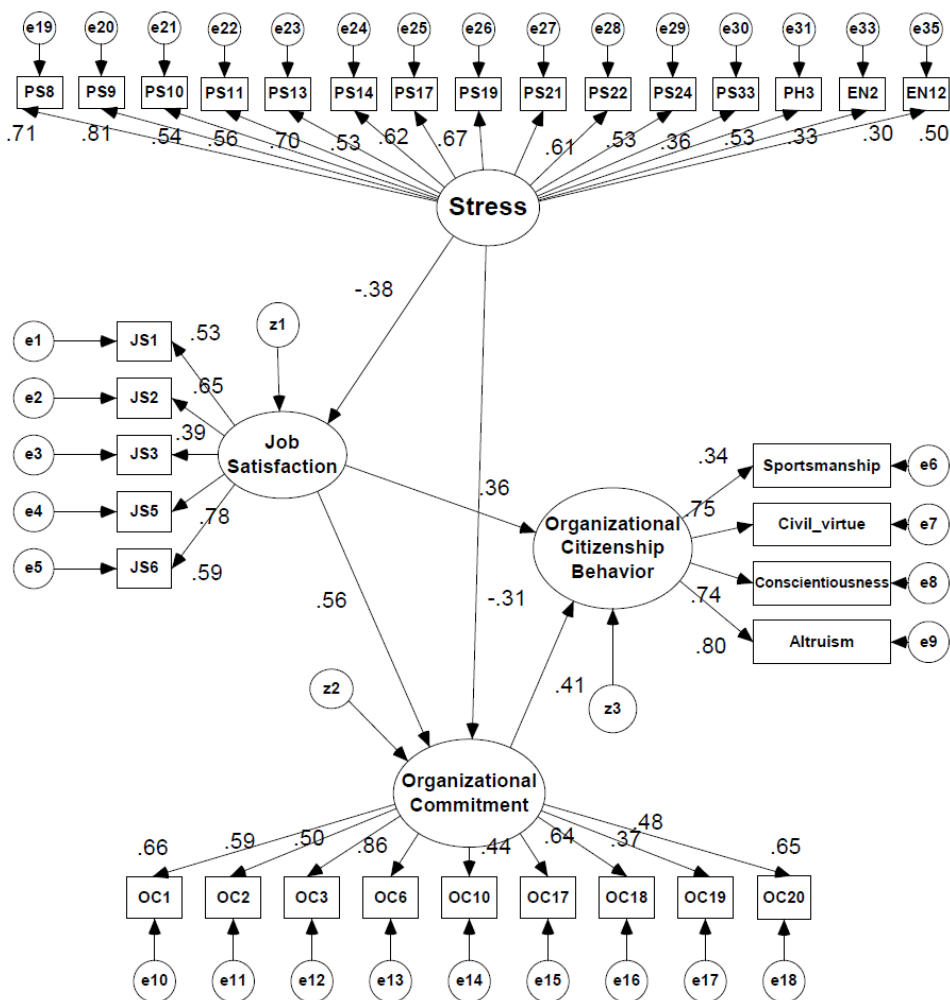 e19 e20 e21 e22 e23 e24 e25 e26 e27 e28 e29 e30 e31 e33 e35
PS8 PS9 PS10 PS11 PS13 PS14 PS17 PS19 PS21 PS22 PS24 PS33 PH3 EN2 EN12
.71 .81 .54 .56 .70 .53 .62 .67 .61 .53 .36 .53 .33 .30 .50
Stress
-.38
z1
e1 JS1 .53
e2 JS2 .65
e3 JS3 .39
e4 JS5 .78
e5 JS6 .59
Job
Satisfaction
.36
Organizational
Citizenship
Behavior
.34 Sportsmanship e6
.75 Civil_virtue e7
Conscientiousness e8
.74
.80 Altruism e9
.56
-.31
.41
z2
z3
Organizational
Commitment
.66 .59 .50 .86 .44 .64 .37 .48 .65
OC1 OC2 OC3 OC6 OC10 OC17 OC18 OC19 OC20
e10 e11 e12 e13 e14 e15 e16 e17 e18